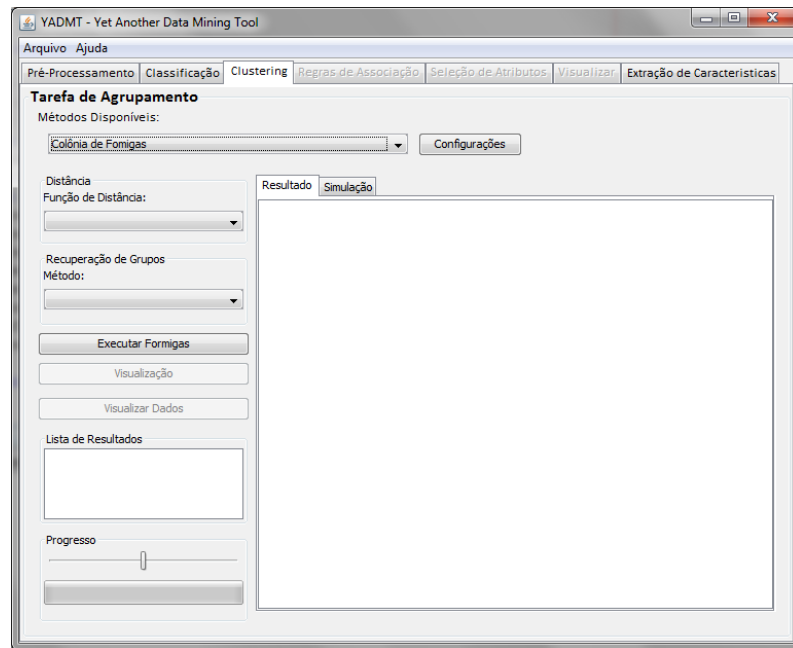 YADMT - Yet Another Data Mining Tool
Arquivo Ajuda
Pré-Processamento Classificação Clustering Regras de Associação Seleção de Atributos Visualizar Extração de Caracteristicas
Tarefa de Agrupamento
Métodos Disponíveis:
Colônia de Fomigas Configurações
Distância
Função de Distância:
Resultado Simulação
Recuperação de Grupos
Método:
Executar Formigas
Visualização
Visualizar Dados
Lista de Resultados
Progresso